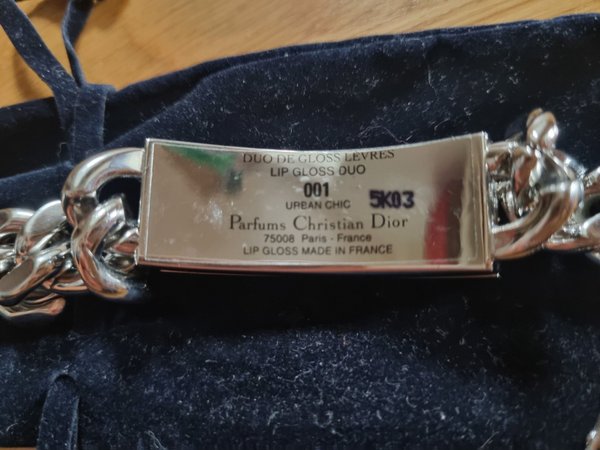 DUO DE GLOSS LEVRES
LIP GLOSS DUO
001
URBAN CHIC 5K03
Parfums Christian Dior
75008 Paris - France
LIP GLOSS MADE IN FRANCE